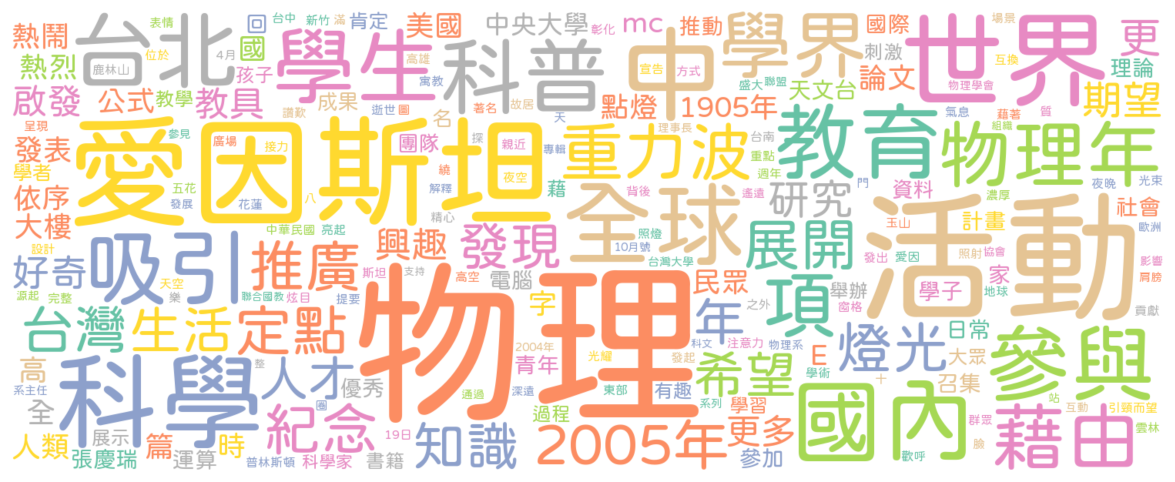 熱鬧
台北
表情
台中
新竹
滿
回
肯定
美國
中央大學
彰化
mc
推動
學界
國際
場景
互換
世界
更
位於
4月
國
學生
高雄
科普
中
宣告
方式
盛大
聯盟
刺激
物理學會
理論
熱烈
鹿林山
孩子
寓教
論文
啟發
公式
教學
教具
譴歎
成果
逝世
圖
著名
故居
名
點燈
1905年
天文台
氣息
藉著
質
期望
呈現
愛因斯坦
參見
廣場
接力
團隊
探
親近
專輯
天
重力波
理事長
台南
教育
組織
物理年
發表
學者
夜空
重點
週年
依序
五花
發展
花蓮
八
解釋
繞
藉
全球
背後
遙遠
研究
門
資料
濃厚
夜晚
光束
大樓
中華民國
亮起
精心
照燈
玉山
計畫
社會
歐洲
設計
吸引
推廣
興趣
發現
10月號
台灣大學
展開
活動
發出
愛因
照射
協會
影響
好奇
天空
斯坦
支持
高空
電腦
民眾
家
地球
肩膀
源起
完整
樂
聯合國教
炫目
提要
物理
字
之外
項
舉辦
學子
窗格
貢獻
台灣
生活
定點
年
燈光
日常
參與
高
科學
整
2004年
光耀
科文
注意力
物理系
E
大眾
系主任
人才
優秀
青年
發起
希望
學術
十
召集
全
圈
通過
深遠
東部
有趣
系列
學習
國內
站
互動
引頸而望
人類
展示
篇
時
紀念
19日
知識
過程
2005年
更多
群眾
藉由
雲林
張慶瑞
運算
普林斯頓
科學家
書籍
參加
歡呼
臉